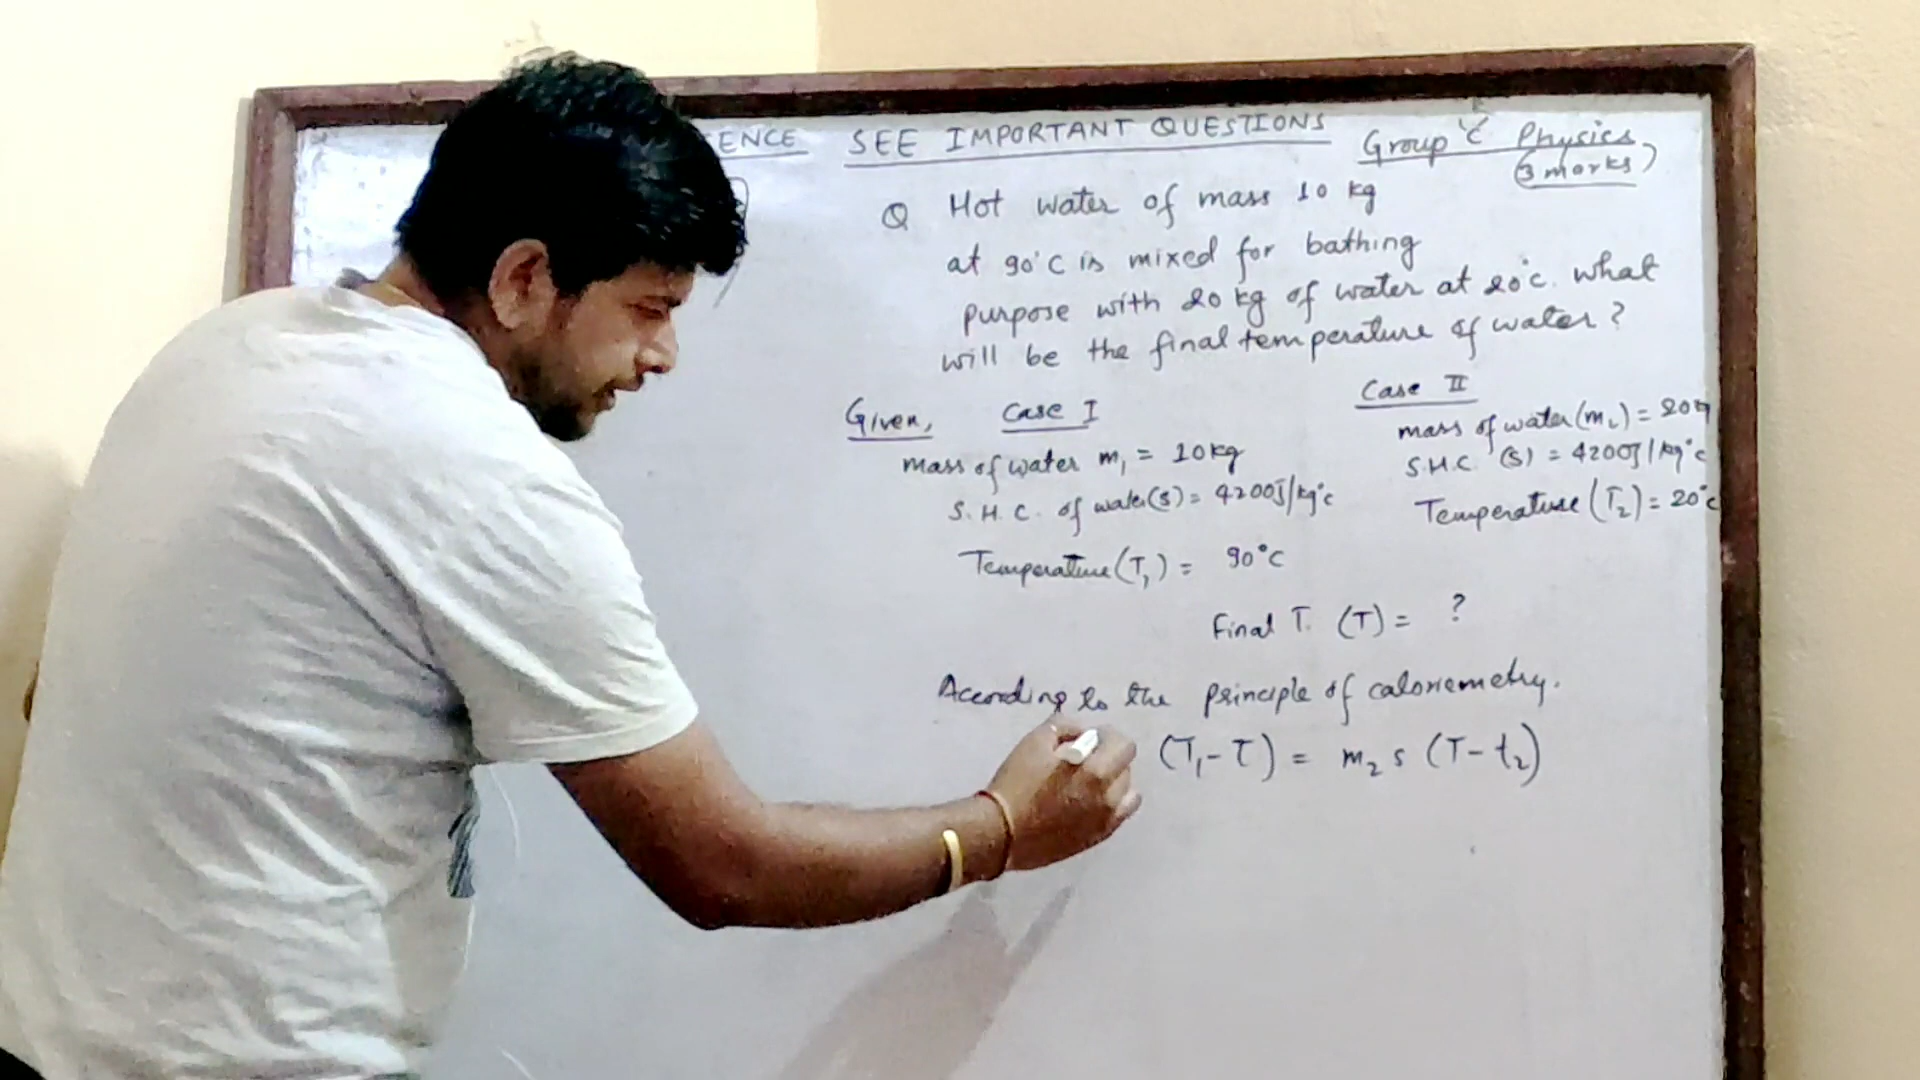 ENCE SEE IMPORTANT QUESTIONS Group 'C' Physics
(3 marks)
Q Hot water of mass 10 kg
at 90°C is mixed for bathing
purpose with 20 kg of water at 20°C. what
will be the final temperature of water?
Given, Case I
mass of water m₁ = 10kg
S.H.C. of water(s) = 4200J/kg°c
Temperature(T₁) = 90°C
Case II
mass of water(m₂) = 20kg
S.H.C. (s) = 4200J/kg°c
Temperature (T₂) = 20°c
Final T. (T) = ?
According to the principle of caloriemetry.
(T₁-T) = m₂ s (T-t₂)